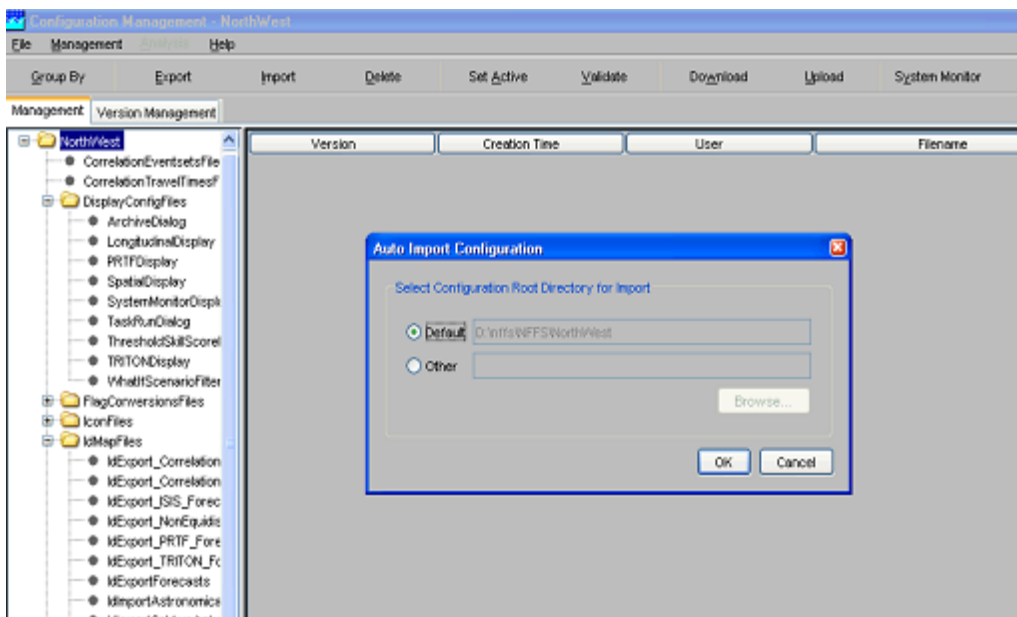 Configuration Management - NorthWest
File Management Analysis Help
Group By Export Import Delete Set Active Validate Download Upload System Monitor
Management Version Management
Version Creation Time User Filename
NorthWest
CorrelationEventsetsFile
CorrelationTravelTimesF
DisplayConfigFiles
ArchiveDialog
LongitudinalDisplay
PRTFDisplay
SpatialDisplay
SystemMonitorDispl
TaskRunDialog
ThresholdSkillScore
TRITONDisplay
WhatIfScenarioFilter
FlagConversionsFiles
IconFiles
IdMapFiles
IdExport_Correlation
IdExport_Correlation
IdExport_ISIS_Forec
IdExport_NonEquidis
IdExport_PRTF_Fore
IdExport_TRITON_Fc
IdExportForecasts
IdImportAstronomica
Auto Import Configuration
Select Configuration Root Directory for Import
Default D:\nffs\NFFS\NorthWest
Other
Browse...
OK Cancel